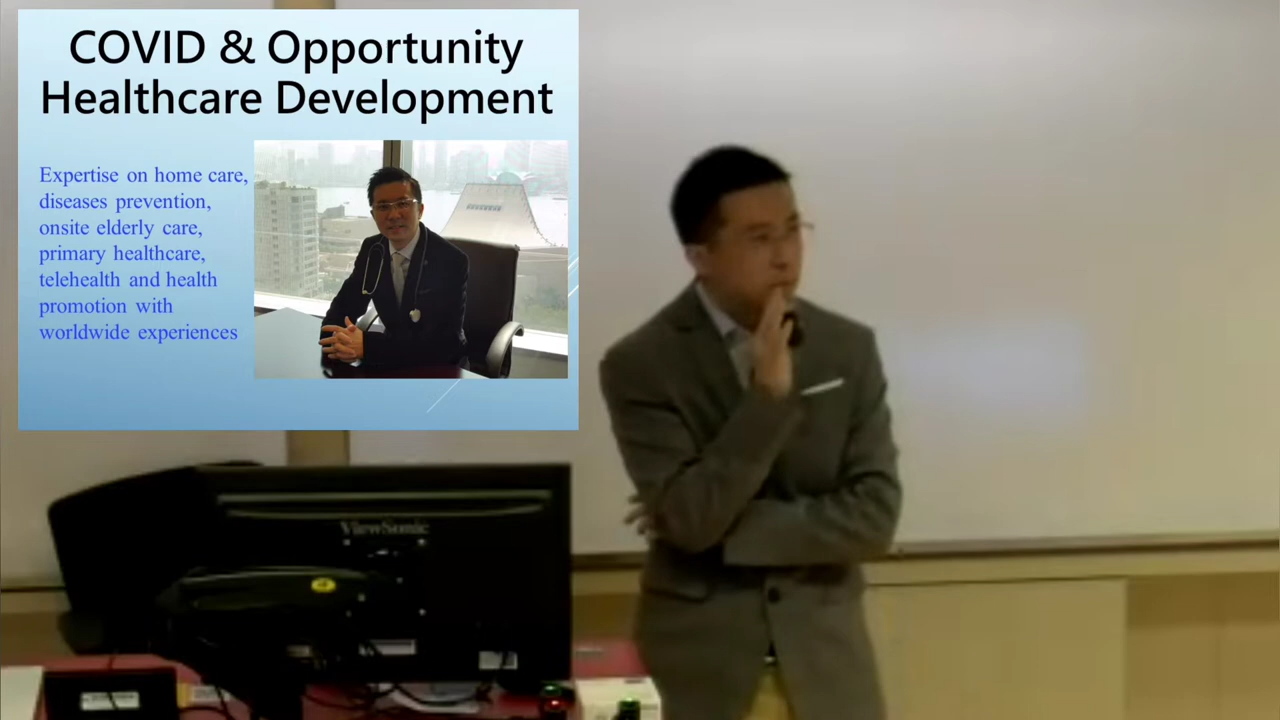 COVID & Opportunity
Healthcare Development
Expertise on home care,
diseases prevention,
onsite elderly care,
primary healthcare,
telehealth and health
promotion with
worldwide experiences
ViewSonic